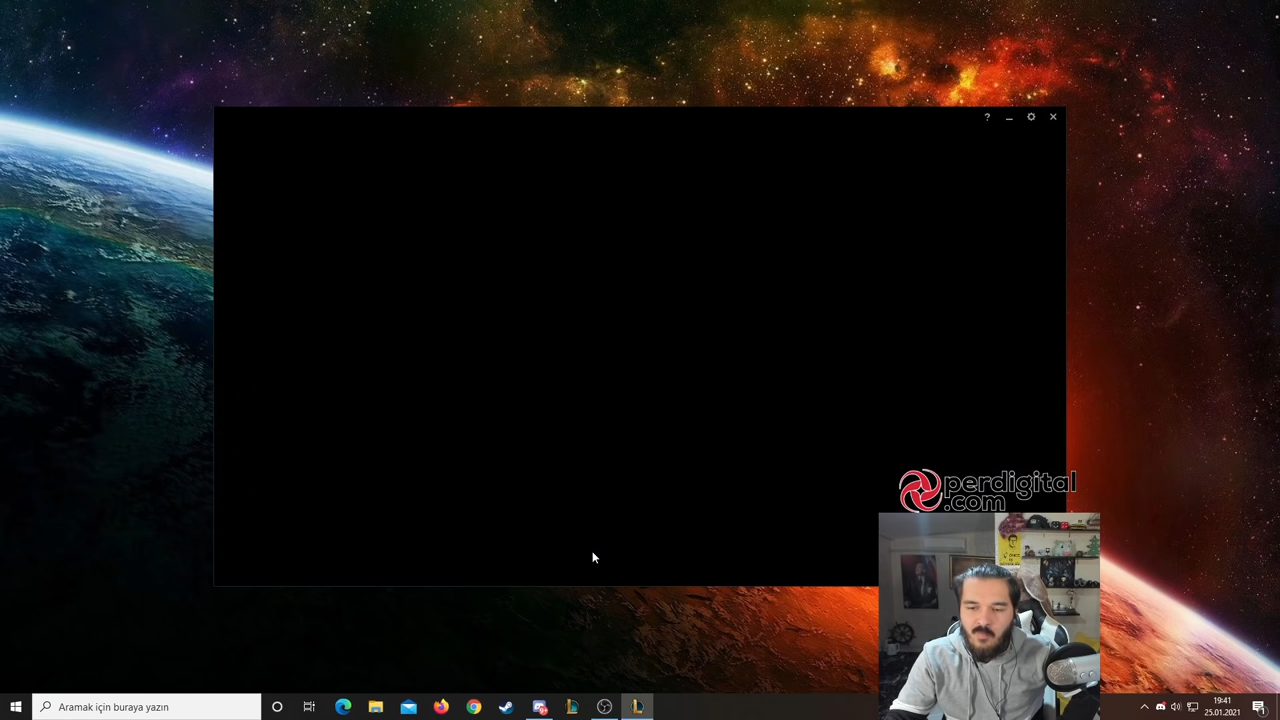 ?
perdigital
.com
Aramak için buraya yazın
19:41
25.01.2021